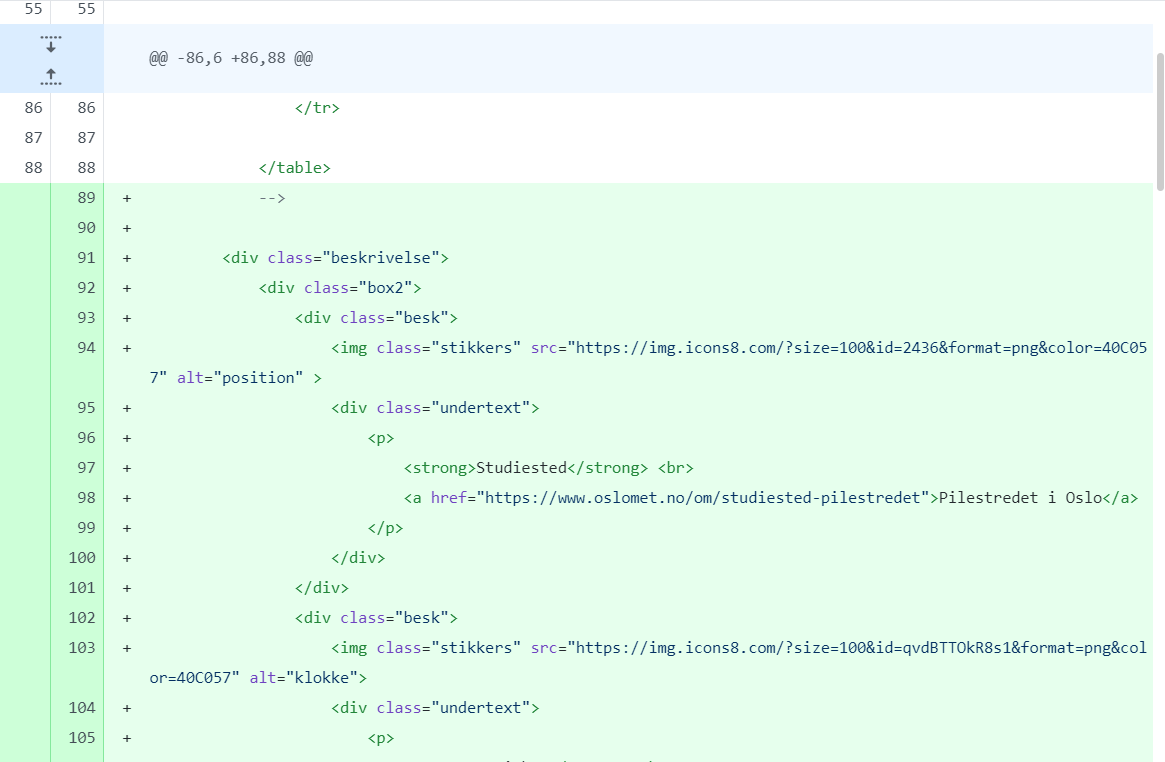 55 55
@@ -86,6 +86,88 @@
86 86 </tr>
87 87
88 88 </table>
89 + -->
90 +
91 + <div class="beskrivelse">
92 + <div class="box2">
93 + <div class="besk">
94 + <img class="stikkers" src="https://img.icons8.com/?size=100&id=2436&format=png&color=40C05
7" alt="position" >
95 + <div class="undertext">
96 + <p>
97 + <strong>Studiested</strong> <br>
98 + <a href="https://www.oslomet.no/om/studiested-pilestredet">Pilestredet i Oslo</a>
99 + </p>
100 + </div>
101 + </div>
102 + <div class="besk">
103 + <img class="stikkers" src="https://img.icons8.com/?size=100&id=qvdBTTOkR8s1&format=png&col
or=40C057" alt="klokke">
104 + <div class="undertext">
105 + <p>